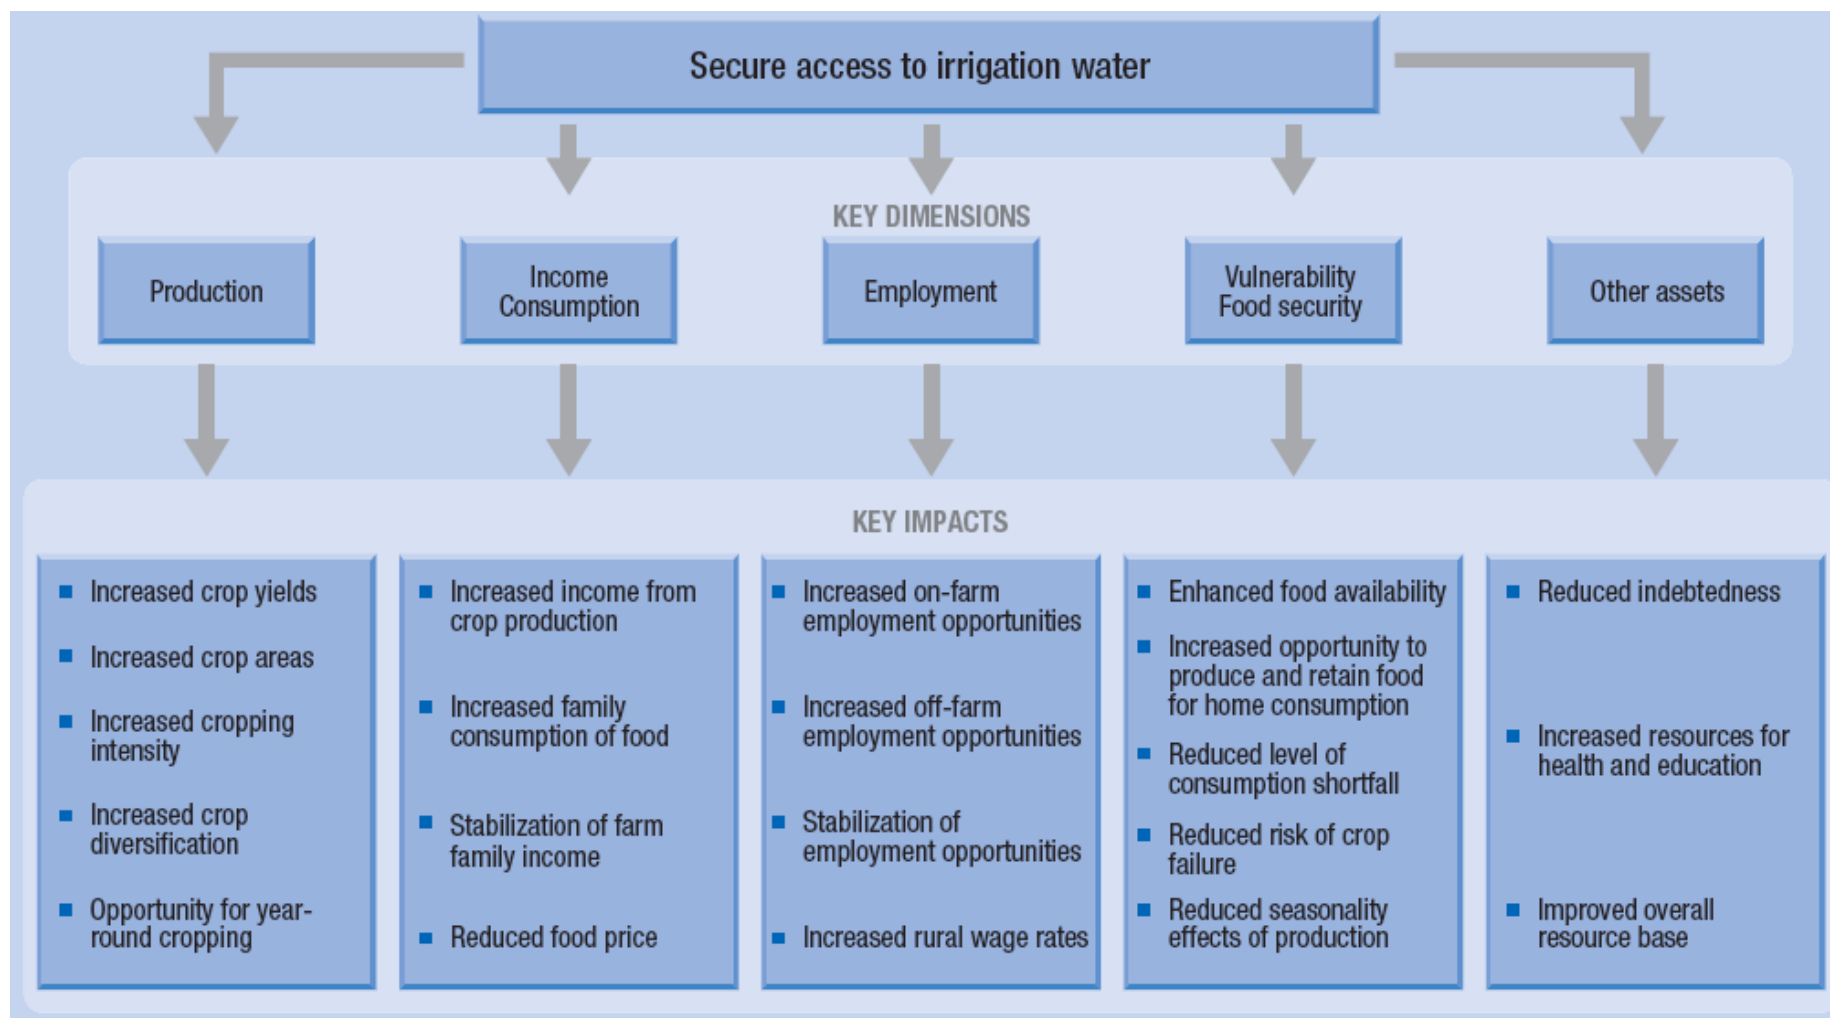 Secure access to irrigation water
KEY DIMENSIONS
Production
Income
Consumption
Employment
Vulnerability
Food security
Other assets
KEY IMPACTS
Increased crop yields
Increased crop areas
Increased cropping
intensity
Increased crop
diversification
Opportunity for year-
round cropping
Increased income from
crop production
Increased family
consumption of food
Stabilization of farm
family income
Reduced food price
Increased on-farm
employment opportunities
Increased off-farm
employment opportunities
Stabilization of
employment opportunities
Increased rural wage rates
Enhanced food availability
Increased opportunity to
produce and retain food
for home consumption
Reduced level of
consumption shortfall
Reduced risk of crop
failure
Reduced seasonality
effects of production
Reduced indebtedness
Increased resources for
health and education
Improved overall
resource base